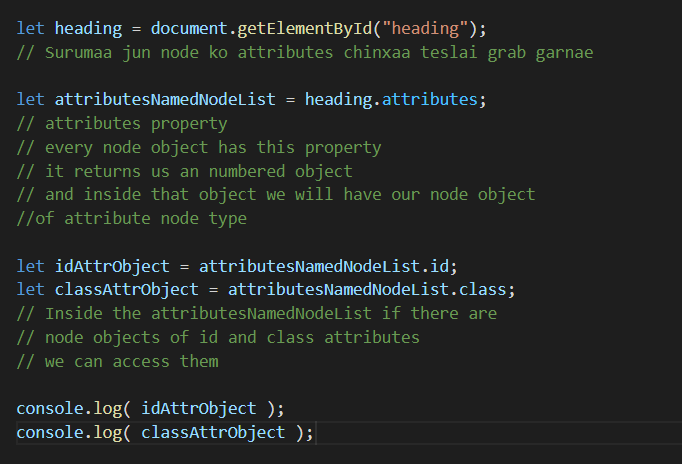 let heading = document.getElementById("heading");
// Surumaa jun node ko attributes chinxaa teslai grab garnae
let attributesNamedNodeList = heading.attributes;
// attributes property
// every node object has this property
// it returns us an numbered object
// and inside that object we will have our node object
//of attribute node type
let idAttrObject = attributesNamedNodeList.id;
let classAttrObject = attributesNamedNodeList.class;
// Inside the attributesNamedNodeList if there are
// node objects of id and class attributes
// we can access them
console.log( idAttrObject );
console.log( classAttrObject );